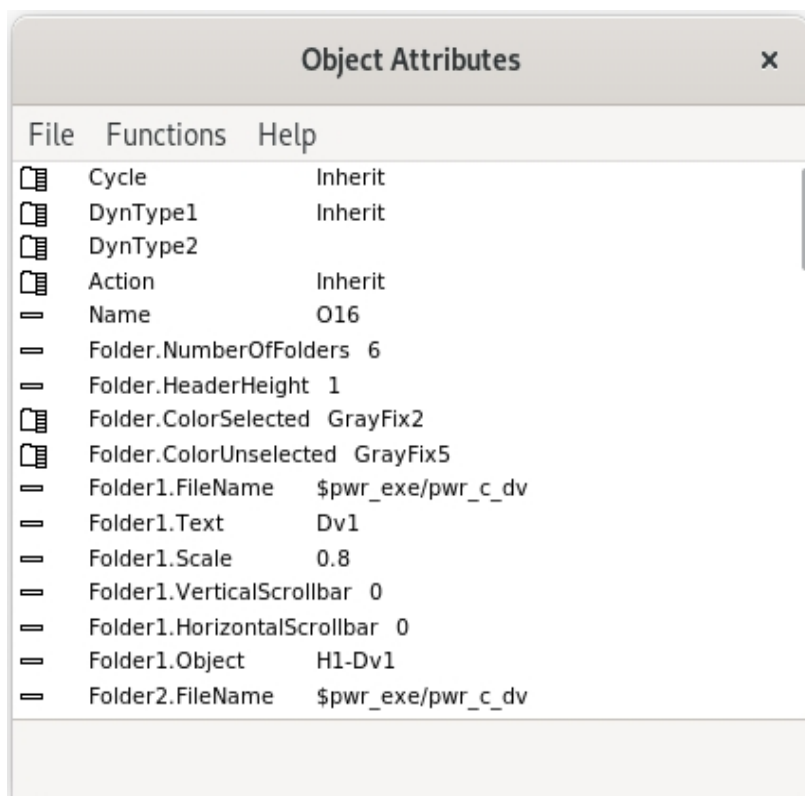 Object Attributes ×
File Functions Help
Cycle Inherit
DynType1 Inherit
DynType2
Action Inherit
Name O16
Folder.NumberOfFolders 6
Folder.HeaderHeight 1
Folder.ColorSelected GrayFix2
Folder.ColorUnselected GrayFix5
Folder1.FileName $pwr_exe/pwr_c_dv
Folder1.Text Dv1
Folder1.Scale 0.8
Folder1.VerticalScrollbar 0
Folder1.HorizontalScrollbar 0
Folder1.Object H1-Dv1
Folder2.FileName $pwr_exe/pwr_c_dv